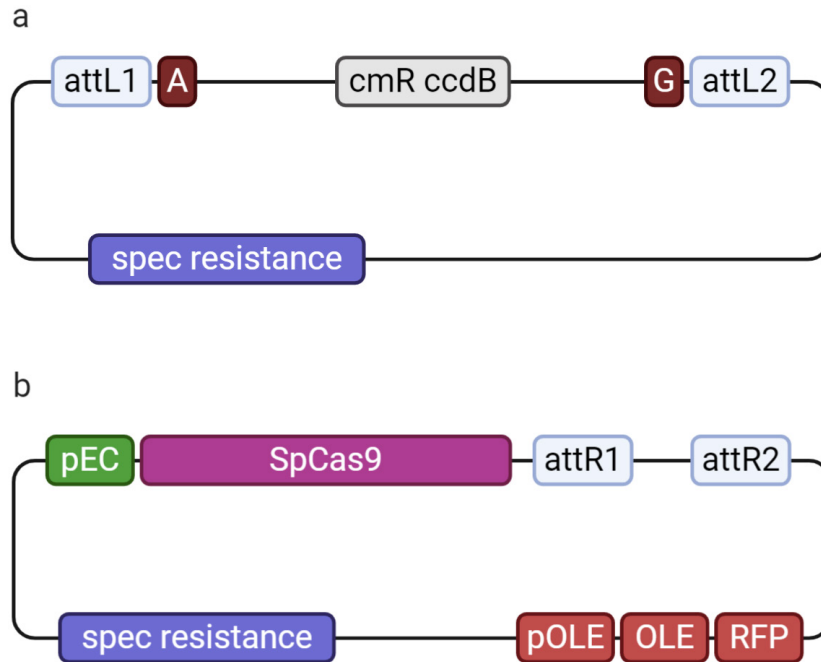 a
attL1 A cmR ccdB G attL2
spec resistance
b
pEC SpCas9 attR1 attR2
spec resistance pOLE OLE RFP